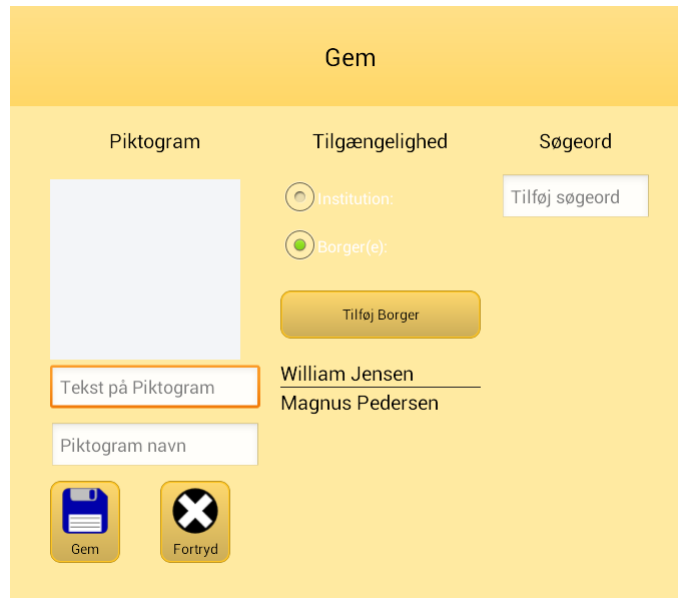 Gem
Piktogram
Tilgængelighed
Søgeord
Institution:
Borger(e):
Tilføj Borger
William Jensen
Magnus Pedersen
Tilføj søgeord
Tekst på Piktogram
Piktogram navn
Gem
Fortryd